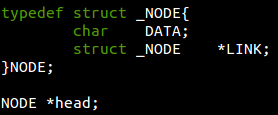 typedef struct _NODE{
        char    DATA;
        struct _NODE    *LINK;
}NODE;

NODE *head;